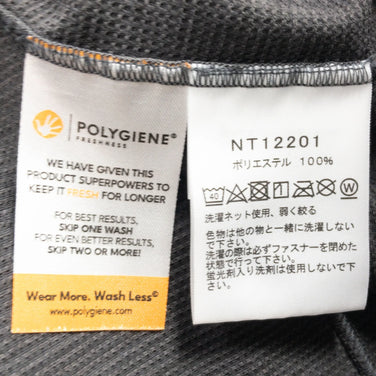 POLYGIENE®
FRESHNESS
WE HAVE GIVEN THIS
PRODUCT SUPERPOWERS TO
KEEP IT FRESH FOR LONGER
FOR BEST RESULTS,
SKIP ONE WASH
FOR EVEN BETTER RESULTS,
SKIP TWO OR MORE!
Wear More. Wash Less®
www.polygiene.com
NT12201
ポリエステル 100%
40 W
洗濯ネット使用、弱く絞る
色物は他の物と一緒に洗濯しない
で下さい。
洗濯の際は必ずファスナーを閉めた
状態で行って下さい。
蛍光剤入り洗剤は使用しない
で下さい。